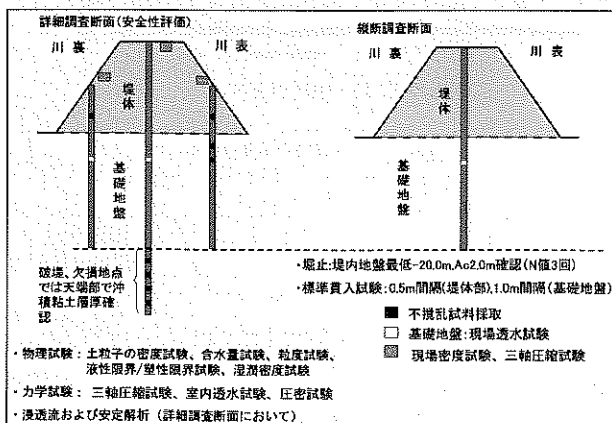 詳細調査断面(安全性評価)
川裏
川表
堤体
基礎地盤
破堤、欠損地点
では天端部で沖
積粘土層厚確
認
縦断調査断面
川裏
川表
堤体
基礎地盤
・掘止:堤内地盤最低-20.0m,Ac2.0m確認(N値3回)
・標準貫入試験:0.5m間隔(堤体部),1.0m間隔(基礎地盤)
不撹乱試料採取
基礎地盤:現場透水試験
現場密度試験、三軸圧縮試験
・物理試験:土粒子の密度試験、含水量試験、粒度試験、
液性限界/塑性限界試験、湿潤密度試験
・力学試験: 三軸圧縮試験、室内透水試験、圧密試験
・浸透流および安定解析(詳細調査断面において)